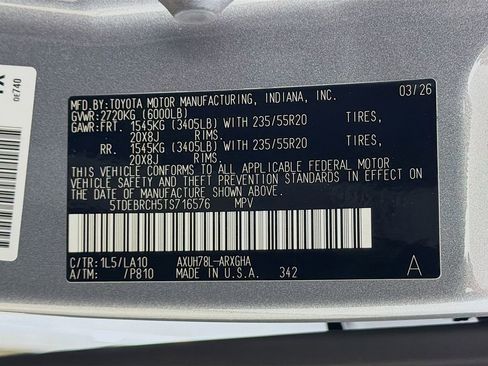 0E740
MFD.BY:TOYOTA MOTOR MANUFACTURING, INDIANA, INC. 03/26
GVWR:2720KG (6000LB)
GAWR:FRT. 1545KG (3405LB) WITH 235/55R20 TIRES,
20X8J RIMS.
RR. 1545KG (3405LB) WITH 235/55R20 TIRES,
20X8J RIMS.
THIS VEHICLE CONFORMS TO ALL APPLICABLE FEDERAL MOTOR
VEHICLE SAFETY AND THEFT PREVENTION STANDARDS IN EFFECT ON
THE DATE OF MANUFACTURE SHOWN ABOVE.
5TDEBRCH5TS716576 MPV
C/TR:1L5/LA10 AXUH78L-ARXGHA
A/TM: /P810 MADE IN U.S.A. 342 A